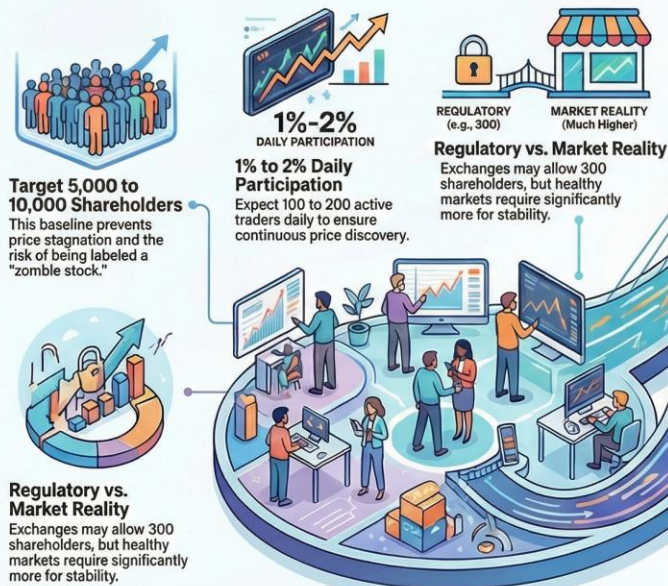 Target 5,000 to
10,000 Shareholders
This baseline prevents
price stagnation and the
risk of being labeled a
"zomble stock."
1%-2%
DAILY PARTICIPATION
1% to 2% Daily
Participation
Expect 100 to 200 active
traders daily to ensure
continuous price discovery.
REQULATORY
(e.g., 300)
MARKET REALITY
(Much Higher)
Regulatory vs. Market Reality
Exchanges may allow 300
shareholders, but healthy
markets require significantly
more for stability.
Regulatory vs.
Market Reality
Exchanges may allow 300
shareholders, but healthy
markets require significantly
more for stability.